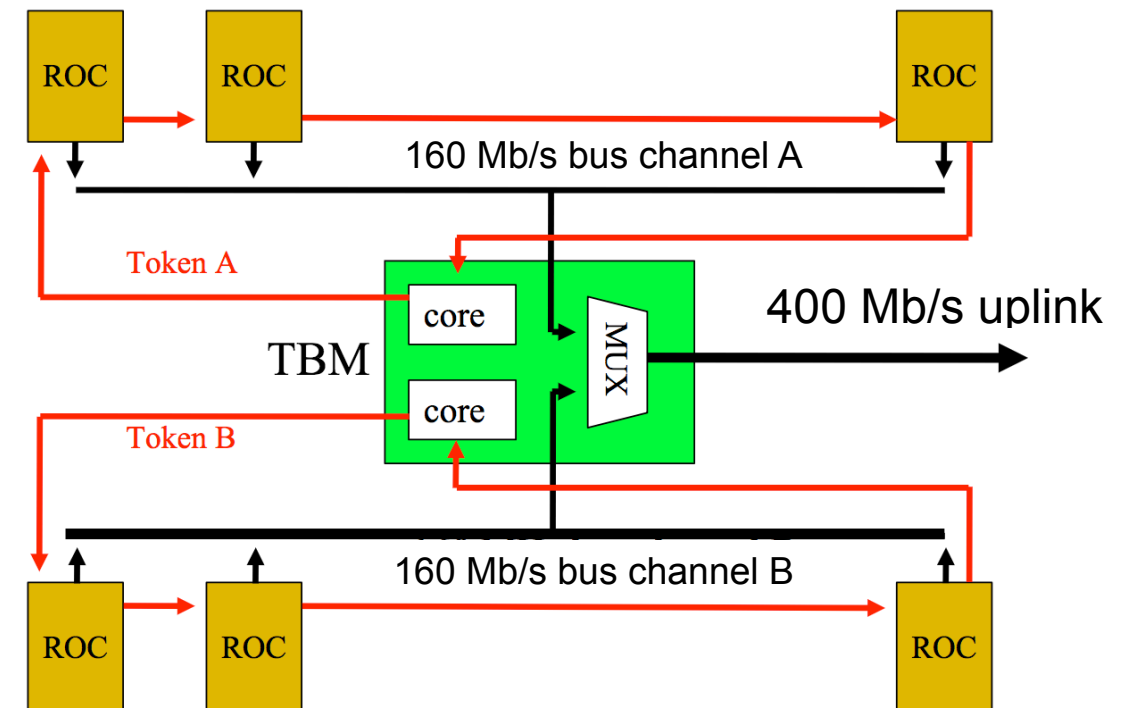 ROC
ROC
ROC
160 Mb/s bus channel A
Token A
core
MUX
400 Mb/s uplink
TBM
core
Token B
160 Mb/s bus channel B
ROC
ROC
ROC